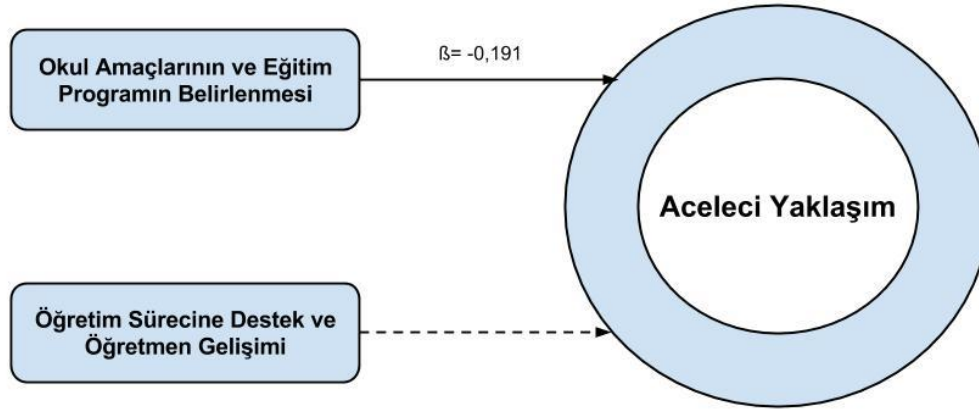 Okul Amaçlarının ve Eğitim
Programın Belirlenmesi
ß= -0,191
Aceleci Yaklaşım
Öğretim Sürecine Destek ve
Öğretmen Gelişimi